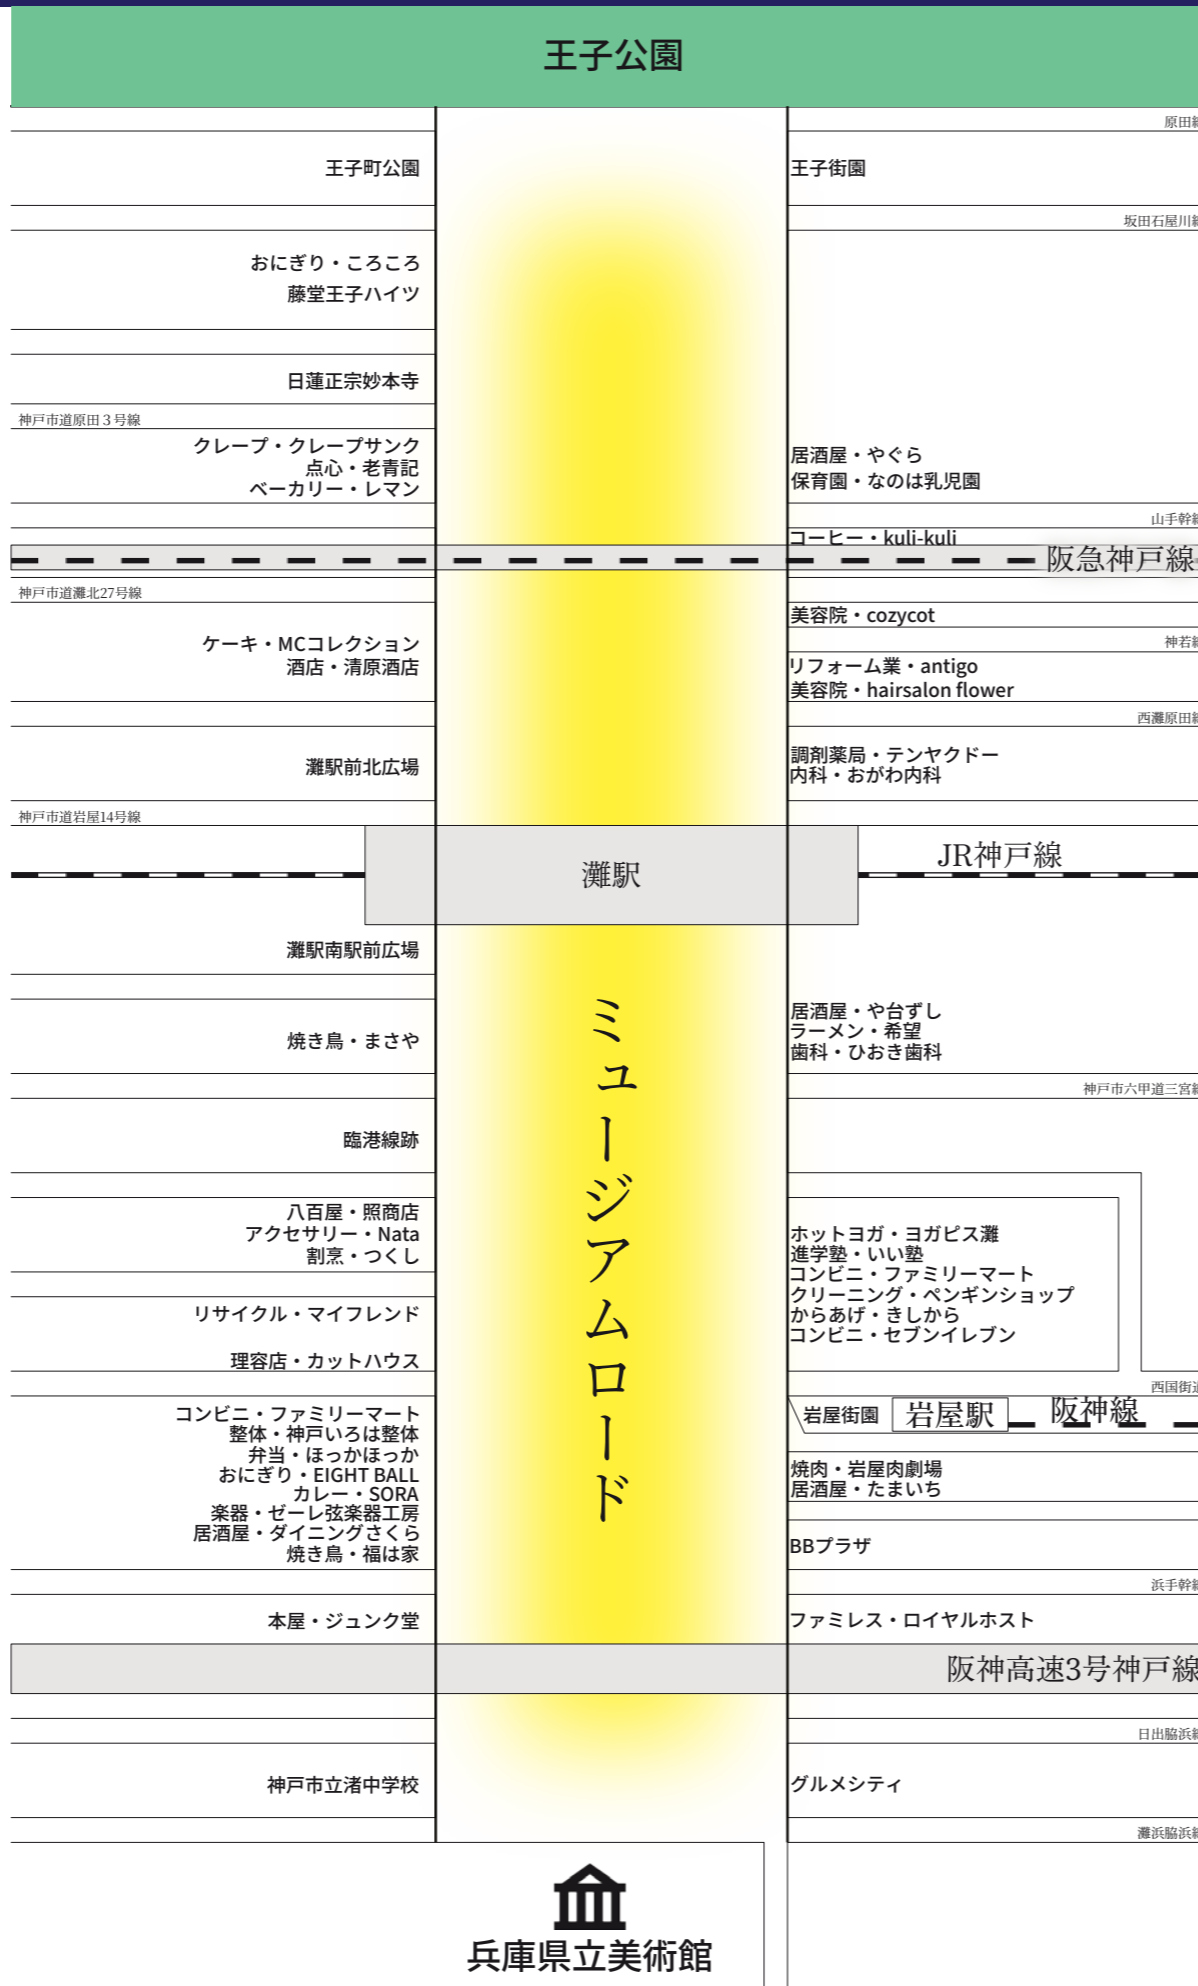 王子公園
原田線
王子町公園
王子街園
坂田石屋川線
おにぎり・ころころ
藤堂王子ハイツ
日蓮正宗妙本寺
神戸市道原田3号線
クレープ・クレープサンク
点心・老青記
ベーカリー・レマン
居酒屋・やぐら
保育園・なのは乳児園
山手幹線
コーヒー・kuli-kuli
阪急神戸線
神戸市道灘北27号線
美容院・cozycot
神若線
ケーキ・MCコレクション
酒店・清原酒店
リフォーム業・antigo
美容院・hairsalon flower
西灘原田線
灘駅前北広場
調剤薬局・テンヤクドー
内科・おがわ内科
神戸市道岩屋14号線
灘駅
JR神戸線
灘駅南駅前広場
焼き鳥・まさや
居酒屋・や台ずし
ラーメン・希望
歯科・ひおき歯科
神戸市六甲道三宮線
ミュージアムロード
臨港線跡
八百屋・照商店
アクセサリー・Nata
割烹・つくし
リサイクル・マイフレンド
理容店・カットハウス
ホットヨガ・ヨガピス灘
進学塾・いい塾
コンビニ・ファミリーマート
クリーニング・ペンギンショップ
からあげ・きしから
コンビニ・セブンイレブン
西国街道
コンビニ・ファミリーマート
整体・神戸いろは整体
弁当・ほっかほっか
おにぎり・EIGHT BALL
カレー・SORA
楽器・ゼーレ弦楽器工房
居酒屋・ダイニングさくら
焼き鳥・福は家
岩屋街園
岩屋駅
阪神線
焼肉・岩屋肉劇場
居酒屋・たまいち
BBプラザ
浜手幹線
本屋・ジュンク堂
ファミレス・ロイヤルホスト
阪神高速3号神戸線
日出脇浜線
神戸市立渚中学校
グルメシティ
灘浜脇浜線
兵庫県立美術館